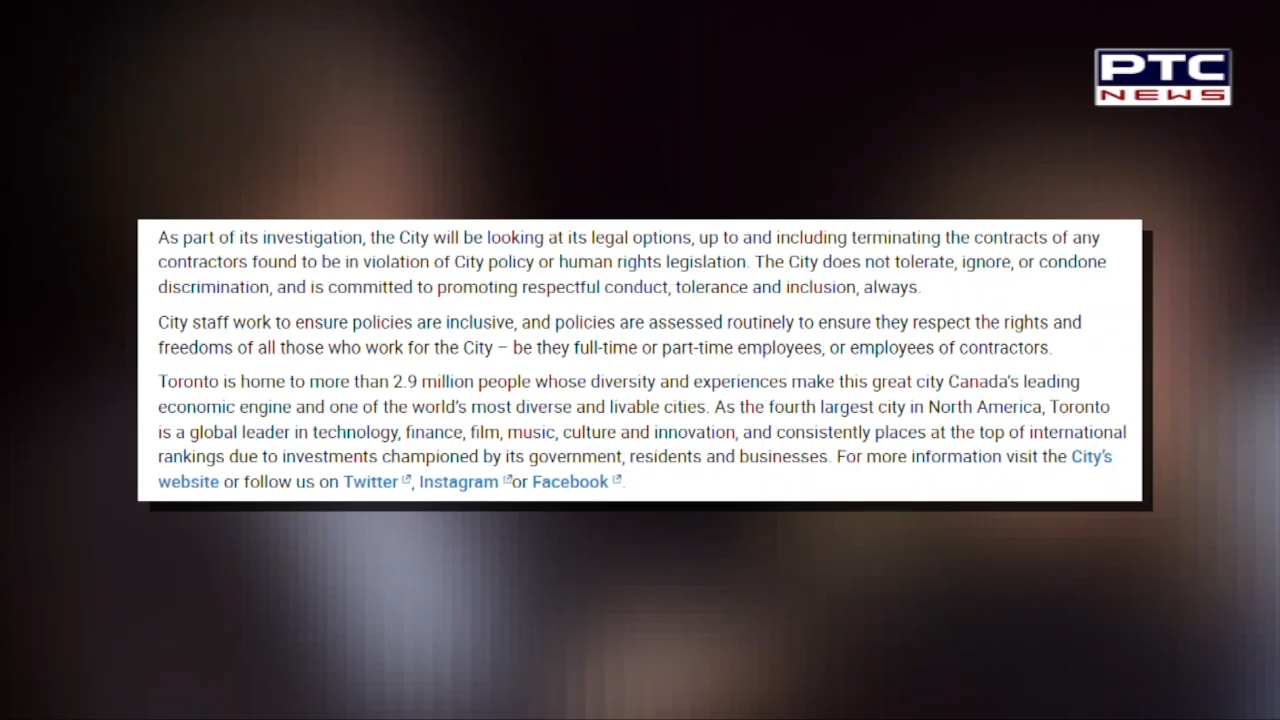 PTC
NEWS
As part of its investigation, the City will be looking at its legal options, up to and including terminating the contracts of any
contractors found to be in violation of City policy or human rights legislation. The City does not tolerate, ignore, or condone
discrimination, and is committed to promoting respectful conduct, tolerance and inclusion, always.
City staff work to ensure policies are inclusive, and policies are assessed routinely to ensure they respect the rights and
freedoms of all those who work for the City – be they full-time or part-time employees, or employees of contractors.
Toronto is home to more than 2.9 million people whose diversity and experiences make this great city Canada's leading
economic engine and one of the world's most diverse and livable cities. As the fourth largest city in North America, Toronto
is a global leader in technology, finance, film, music, culture and innovation, and consistently places at the top of international
rankings due to investments championed by its government, residents and businesses. For more information visit the City's
website or follow us on Twitter, Instagram or Facebook.